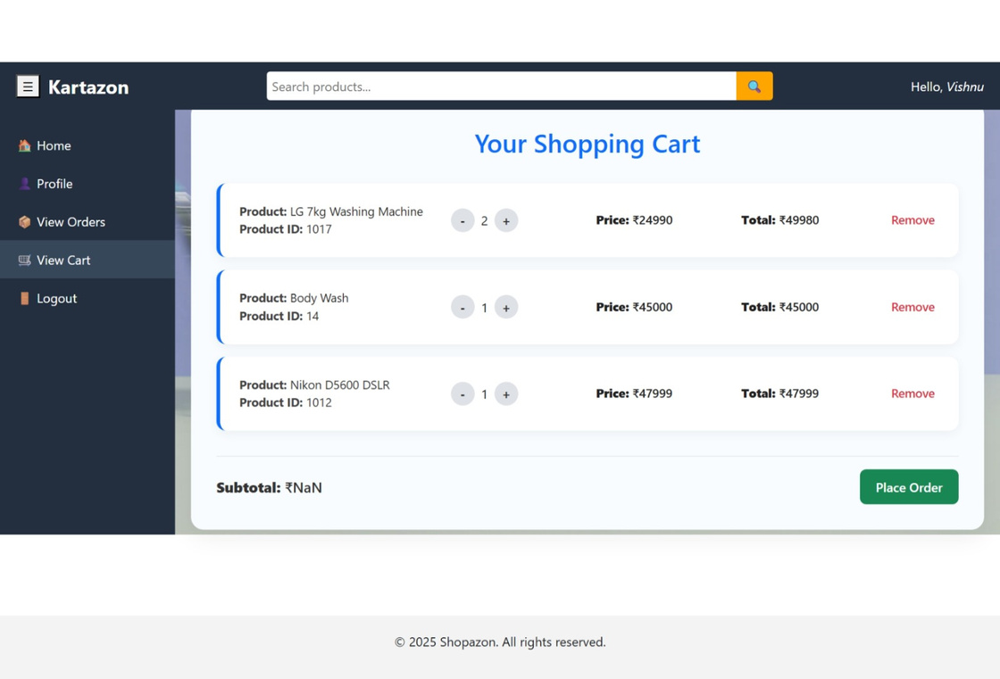 ☰ Kartazon
Search products...
Hello, Vishnu
Home
Profile
View Orders
View Cart
Logout
Your Shopping Cart
Product: LG 7kg Washing Machine
Product ID: 1017
- 2 +
Price: ₹24990
Total: ₹49980
Remove
Product: Body Wash
Product ID: 14
- 1 +
Price: ₹45000
Total: ₹45000
Remove
Product: Nikon D5600 DSLR
Product ID: 1012
- 1 +
Price: ₹47999
Total: ₹47999
Remove
Subtotal: ₹NaN
Place Order
© 2025 Shopazon. All rights reserved.